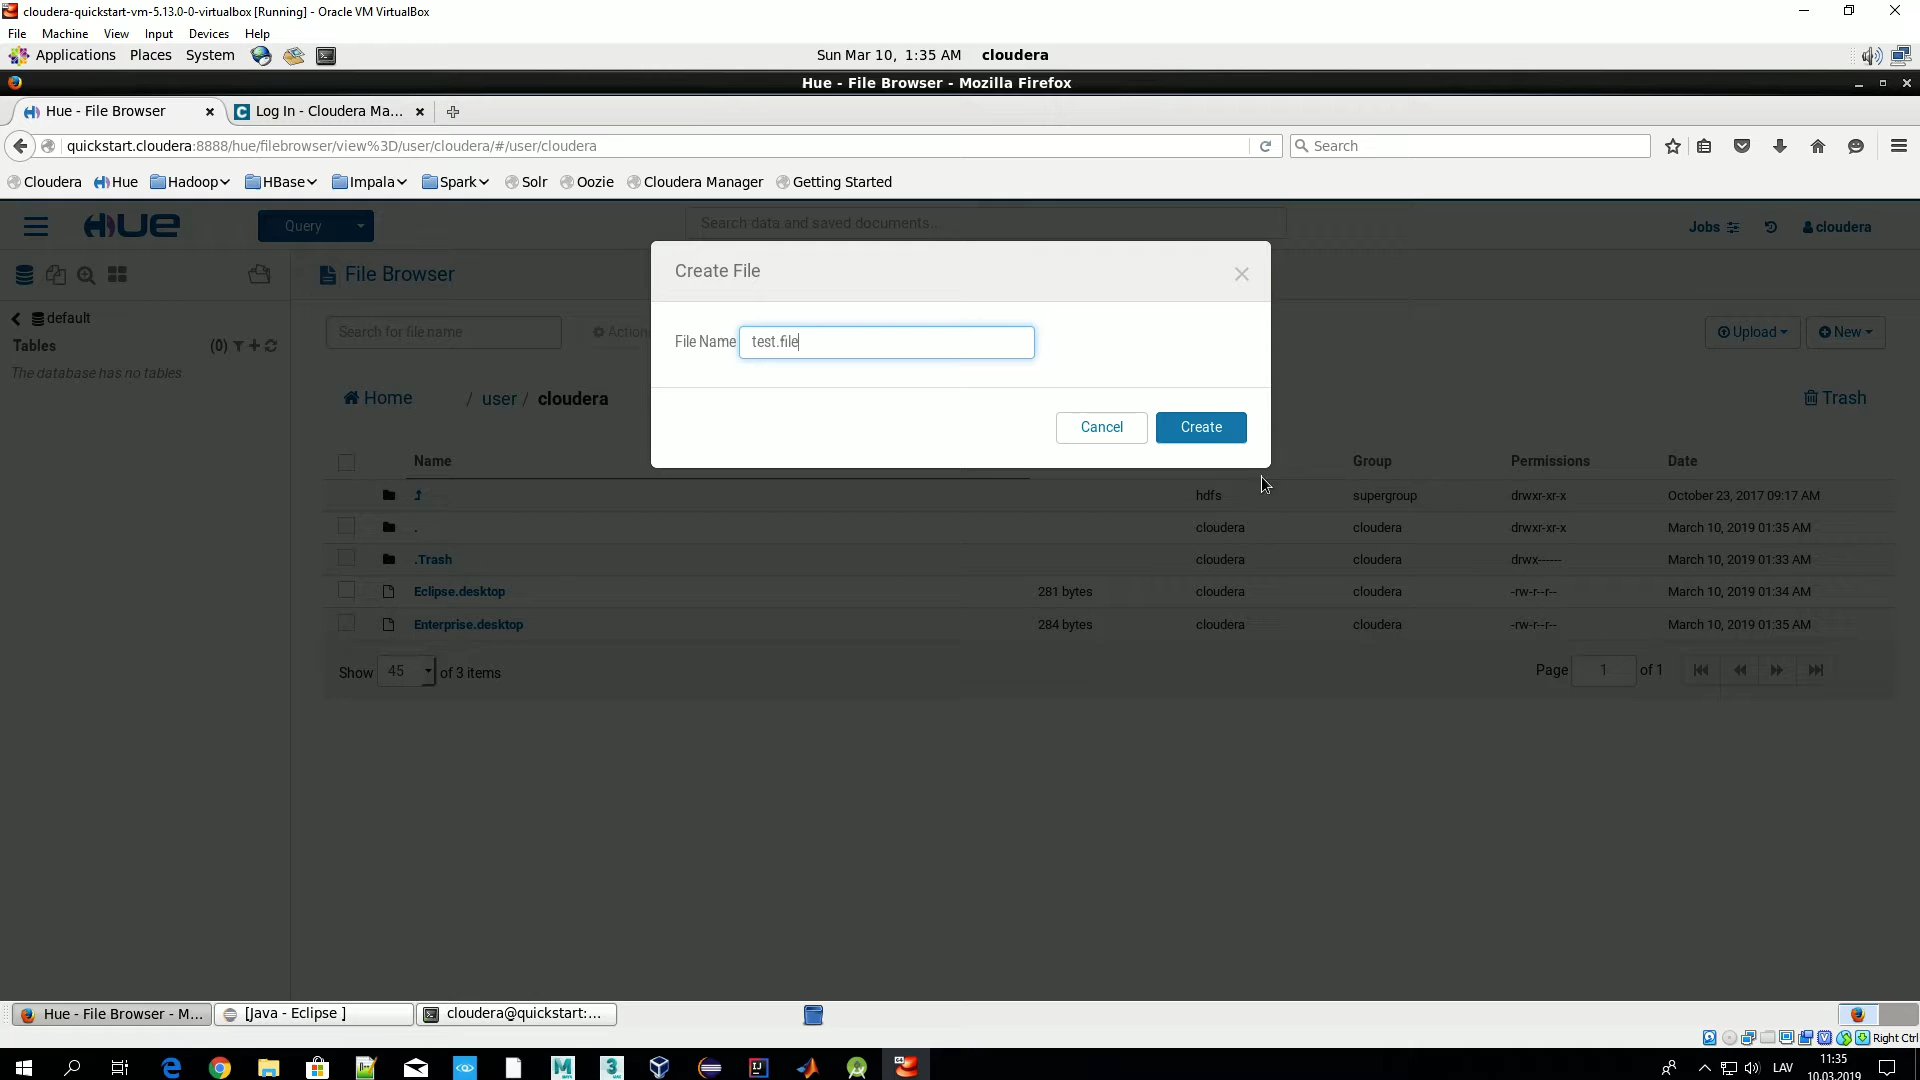 cloudera-quickstart-vm-5.13.0-0-virtualbox [Running] - Oracle VM VirtualBox
File Machine View Input Devices Help
Applications Places System Sun Mar 10, 1:35 AM cloudera
Hue - File Browser - Mozilla Firefox
Hue - File Browser Log In - Cloudera Ma...
quickstart.cloudera:8888/hue/filebrowser/view%3D/user/cloudera/#/user/cloudera Search
Cloudera Hue Hadoop HBase Impala Spark Solr Oozie Cloudera Manager Getting Started
HUE Query Search data and saved documents... Jobs cloudera
File Browser
Create File
default
Search for file name Action Upload New
File Name test.file
Tables (0)
The database has no tables
Home / user / cloudera Trash
Cancel Create
Name Group Permissions Date
hdfs supergroup drwxr-xr-x October 23, 2017 09:17 AM
. cloudera cloudera drwxr-xr-x March 10, 2019 01:35 AM
.Trash cloudera cloudera drwx------ March 10, 2019 01:33 AM
Eclipse.desktop 281 bytes cloudera cloudera -rw-r--r-- March 10, 2019 01:34 AM
Enterprise.desktop 284 bytes cloudera cloudera -rw-r--r-- March 10, 2019 01:35 AM
Show 45 of 3 items Page 1 of 1
Hue - File Browser - M... [Java - Eclipse ] cloudera@quickstart:...
Right Ctrl
LAV 11:35
10.03.2019